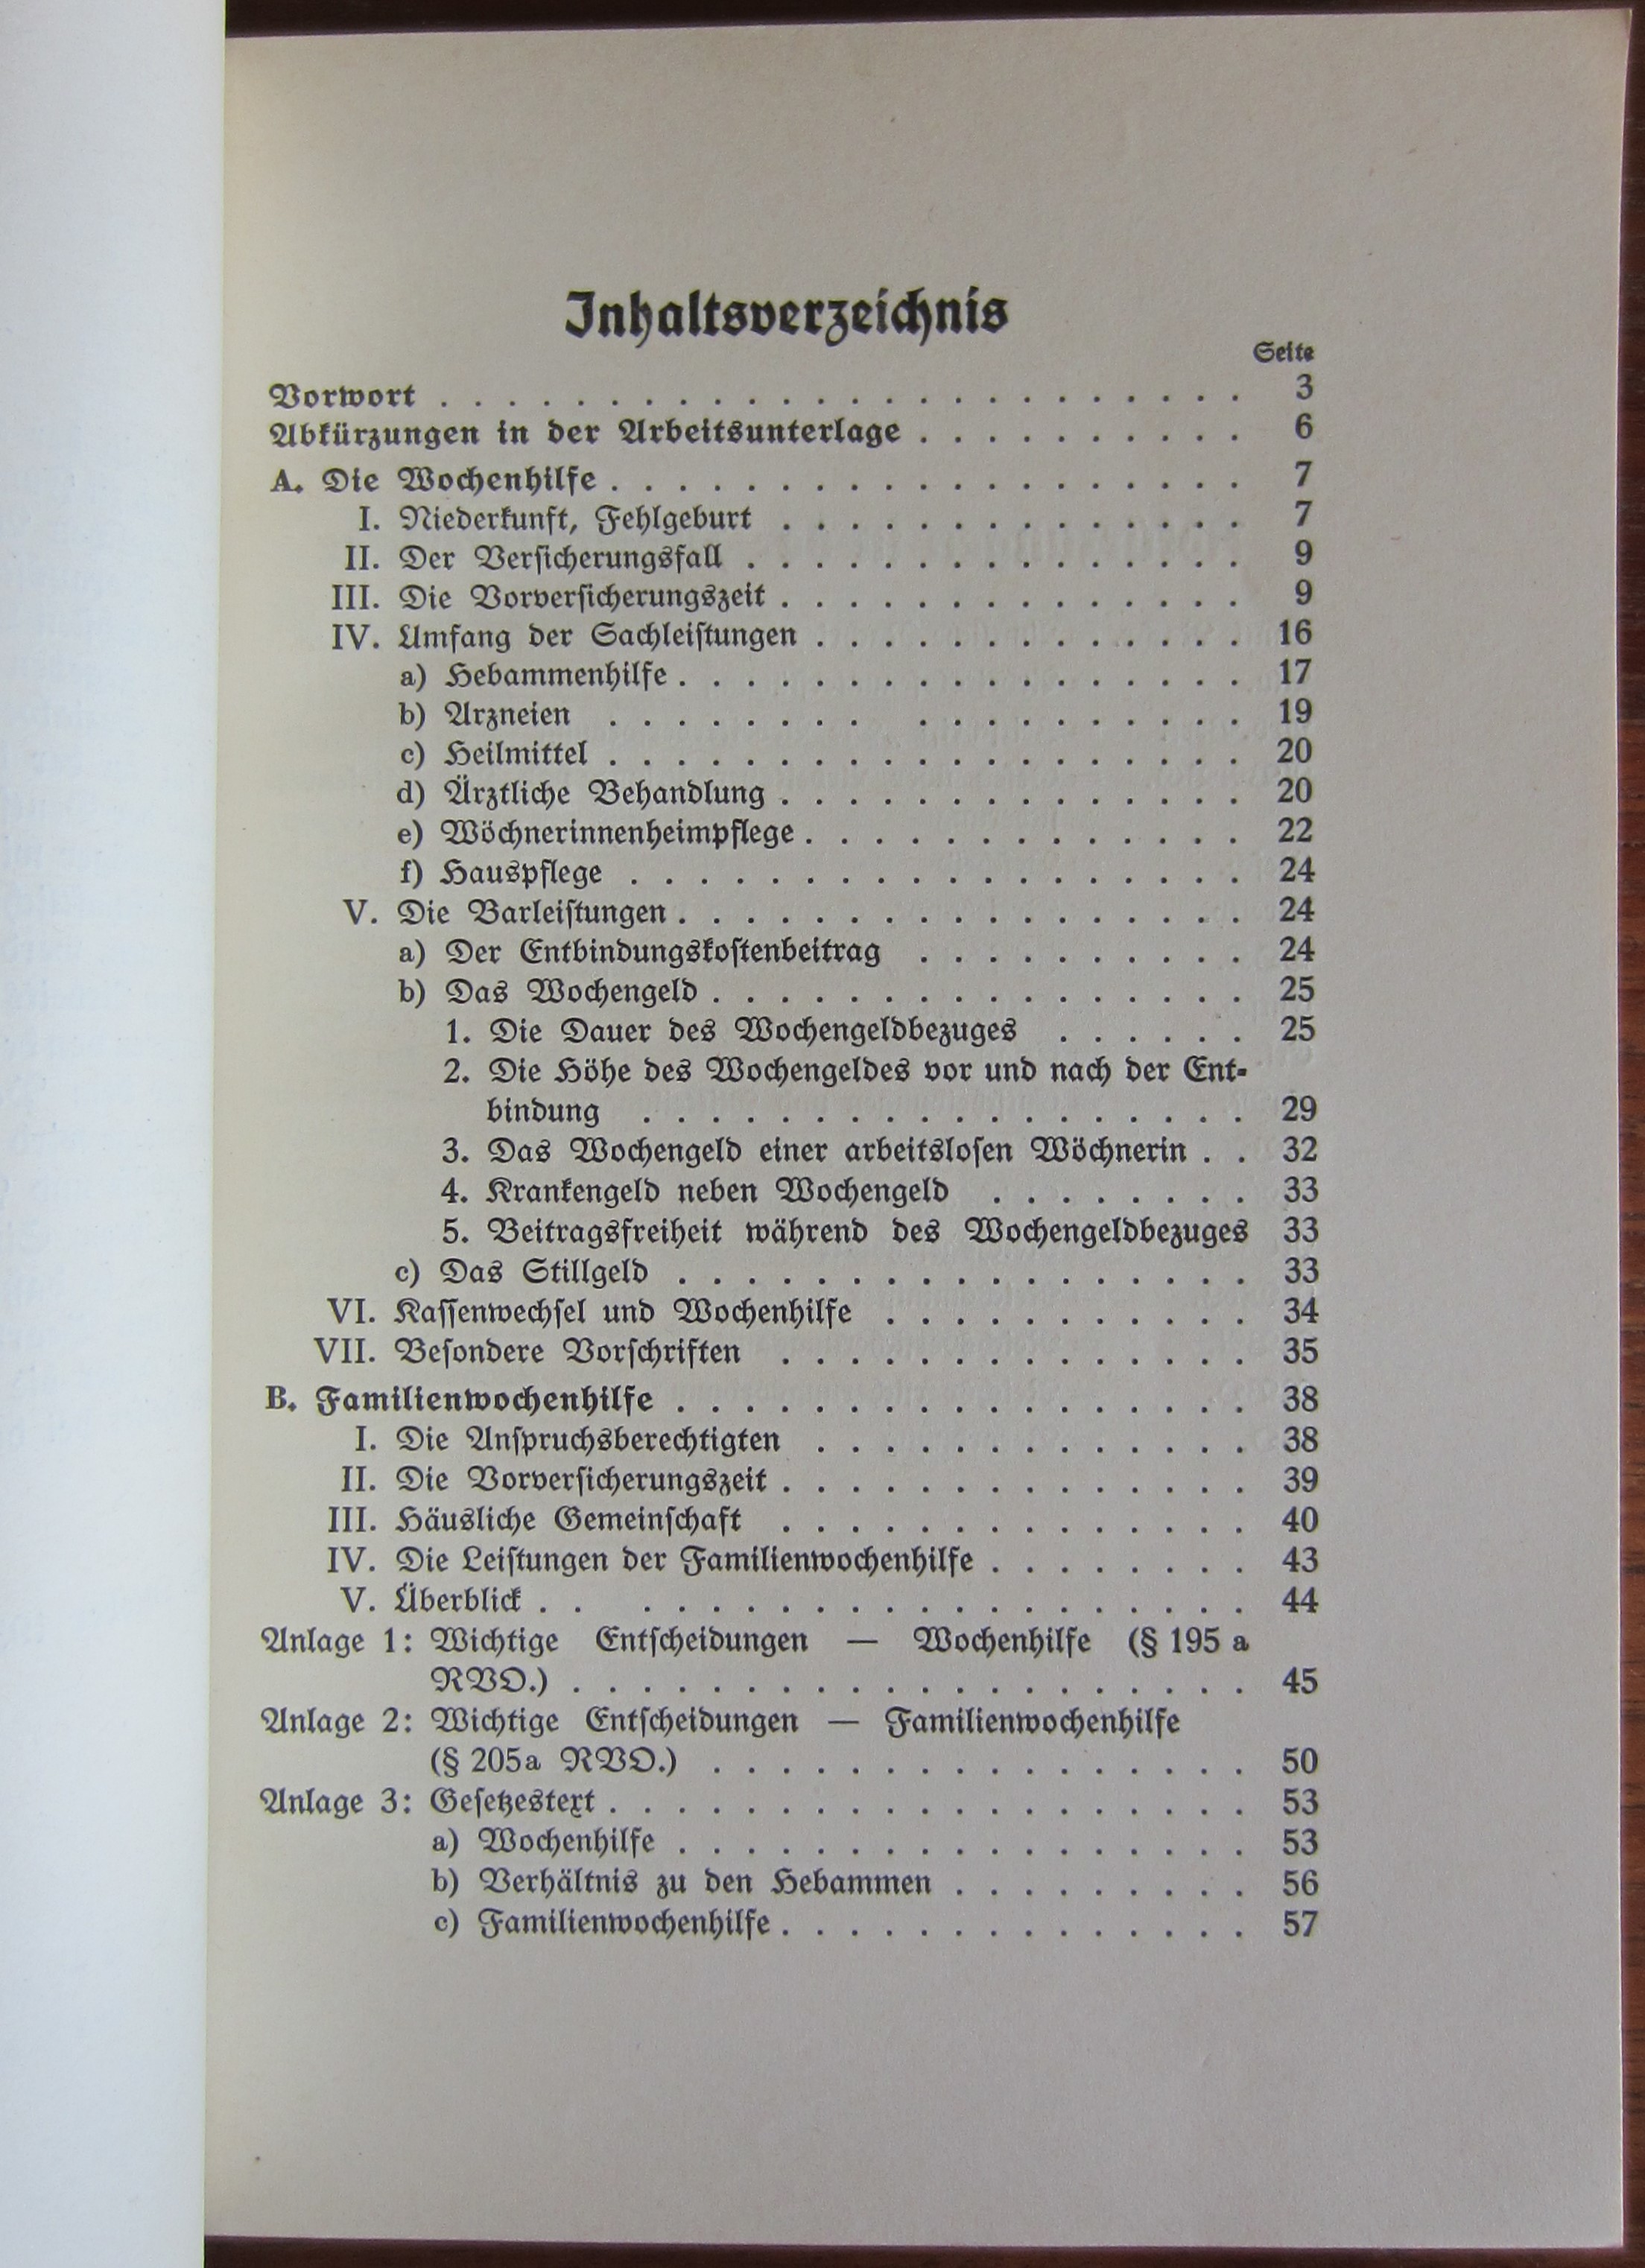 Inhaltsverzeichnis
Seite
Vorwort . . . . . . . . . . . . . . . . . . . . . . . . 3
Abkürzungen in der Arbeitsunterlage . . . . . . . . . . 6
A. Die Wochenhilfe . . . . . . . . . . . . . . . . . . . 7
I. Niederkunft, Fehlgeburt . . . . . . . . . . . . . . 7
II. Der Verſicherungsfall . . . . . . . . . . . . . . . 9
III. Die Vorverſicherungszeit . . . . . . . . . . . . . . 9
IV. Umfang der Sachleiſtungen . . . . . . . . . . . . . 16
a) Hebammenhilfe . . . . . . . . . . . . . . . . . 17
b) Arzneien . . . . . . . . . . . . . . . . . 19
c) Heilmittel . . . . . . . . . . . . . . . . . . . 20
d) Ärztliche Behandlung . . . . . . . . . . . . . . 20
e) Wöchnerinnenheimpflege . . . . . . . . . . . . . 22
f) Hauspflege . . . . . . . . . . . . . . . . . . 24
V. Die Barleiſtungen . . . . . . . . . . . . . . . . . 24
a) Der Entbindungskoſtenbeitrag . . . . . . . . . . 24
b) Das Wochengeld . . . . . . . . . . . . . . . . 25
1. Die Dauer des Wochengeldbezuges . . . . . . 25
2. Die Höhe des Wochengeldes vor und nach der Ent-
bindung . . . . . . . . . . . . . . . . . . 29
3. Das Wochengeld einer arbeitsloſen Wöchnerin . . 32
4. Krankengeld neben Wochengeld . . . . . . . . 33
5. Beitragsfreiheit während des Wochengeldbezuges 33
c) Das Stillgeld . . . . . . . . . . . . . . . . . 33
VI. Kaſſenwechſel und Wochenhilfe . . . . . . . . . . . 34
VII. Beſondere Vorſchriften . . . . . . . . . . . . . . 35
B. Familienwochenhilfe . . . . . . . . . . . . . . . . . 38
I. Die Anſpruchsberechtigten . . . . . . . . . . . . . 38
II. Die Vorverſicherungszeit . . . . . . . . . . . . . . 39
III. Häusliche Gemeinſchaft . . . . . . . . . . . . . . 40
IV. Die Leiſtungen der Familienwochenhilfe . . . . . . . . 43
V. Überblick . . . . . . . . . . . . . . . . . . . . 44
Anlage 1: Wichtige Entſcheidungen — Wochenhilfe (§ 195 a
RVO.) . . . . . . . . . . . . . . . . . . . . 45
Anlage 2: Wichtige Entſcheidungen — Familienwochenhilfe
(§ 205a RVO.) . . . . . . . . . . . . . . . . 50
Anlage 3: Geſetzestext . . . . . . . . . . . . . . . . . . . 53
a) Wochenhilfe . . . . . . . . . . . . . . . . . 53
b) Verhältnis zu den Hebammen . . . . . . . . . 56
c) Familienwochenhilfe . . . . . . . . . . . . . . 57